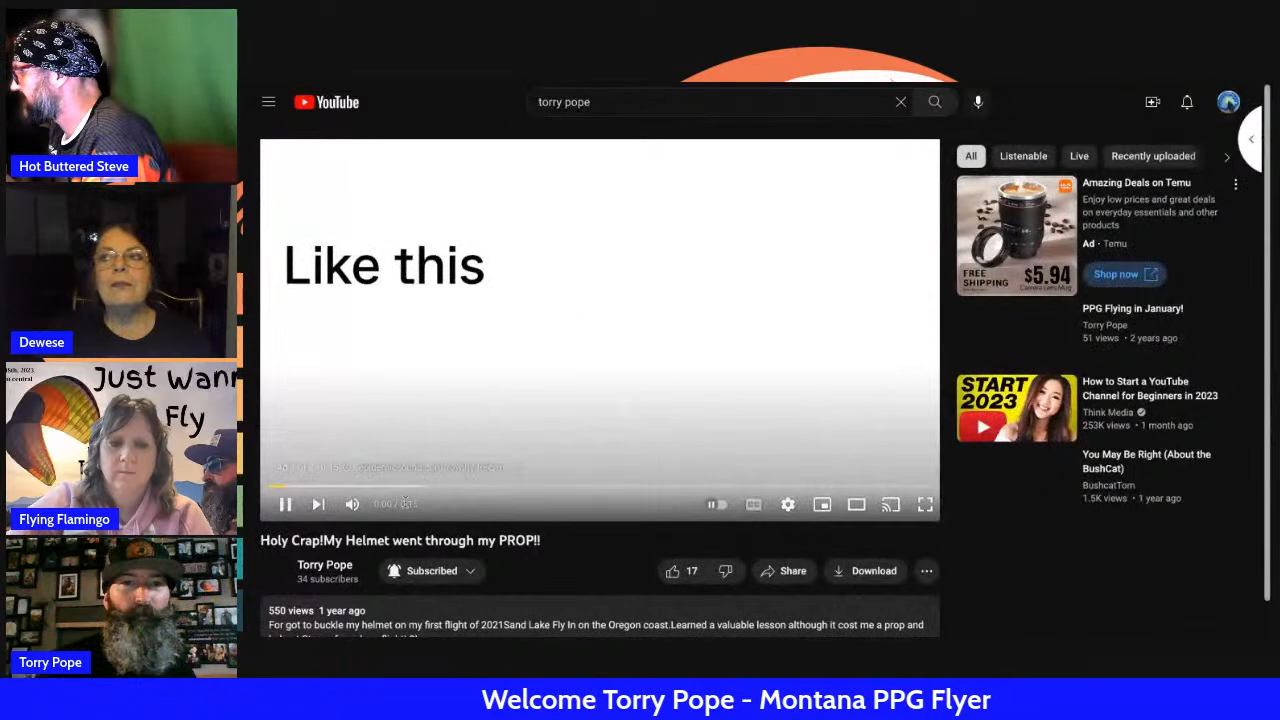 Hot Buttered Steve
Dewese
Just Wann
Fly
Flying Flamingo
Torry Pope
YouTube
torry pope
Like this
0:00 / 0:15
Holy Crap!My Helmet went through my PROP!!
Torry Pope
34 subscribers
Subscribed
17
Share
Download
550 views 1 year ago
For got to buckle my helmet on my first flight of 2021Sand Lake Fly In on the Oregon coast.Learned a valuable lesson although it cost me a prop and
All
Listenable
Live
Recently uploaded
FREE
SHIPPING
$5.94
Camera Lens Mug
Amazing Deals on Temu
Enjoy low prices and great deals
on everyday essentials and other
products
Ad · Temu
Shop now
PPG Flying in January!
Torry Pope
51 views · 2 years ago
START
2023
How to Start a YouTube
Channel for Beginners in 2023
Think Media
253K views · 1 month ago
You May Be Right (About the
BushCat)
BushcatTom
1.5K views · 1 year ago
Welcome Torry Pope - Montana PPG Flyer